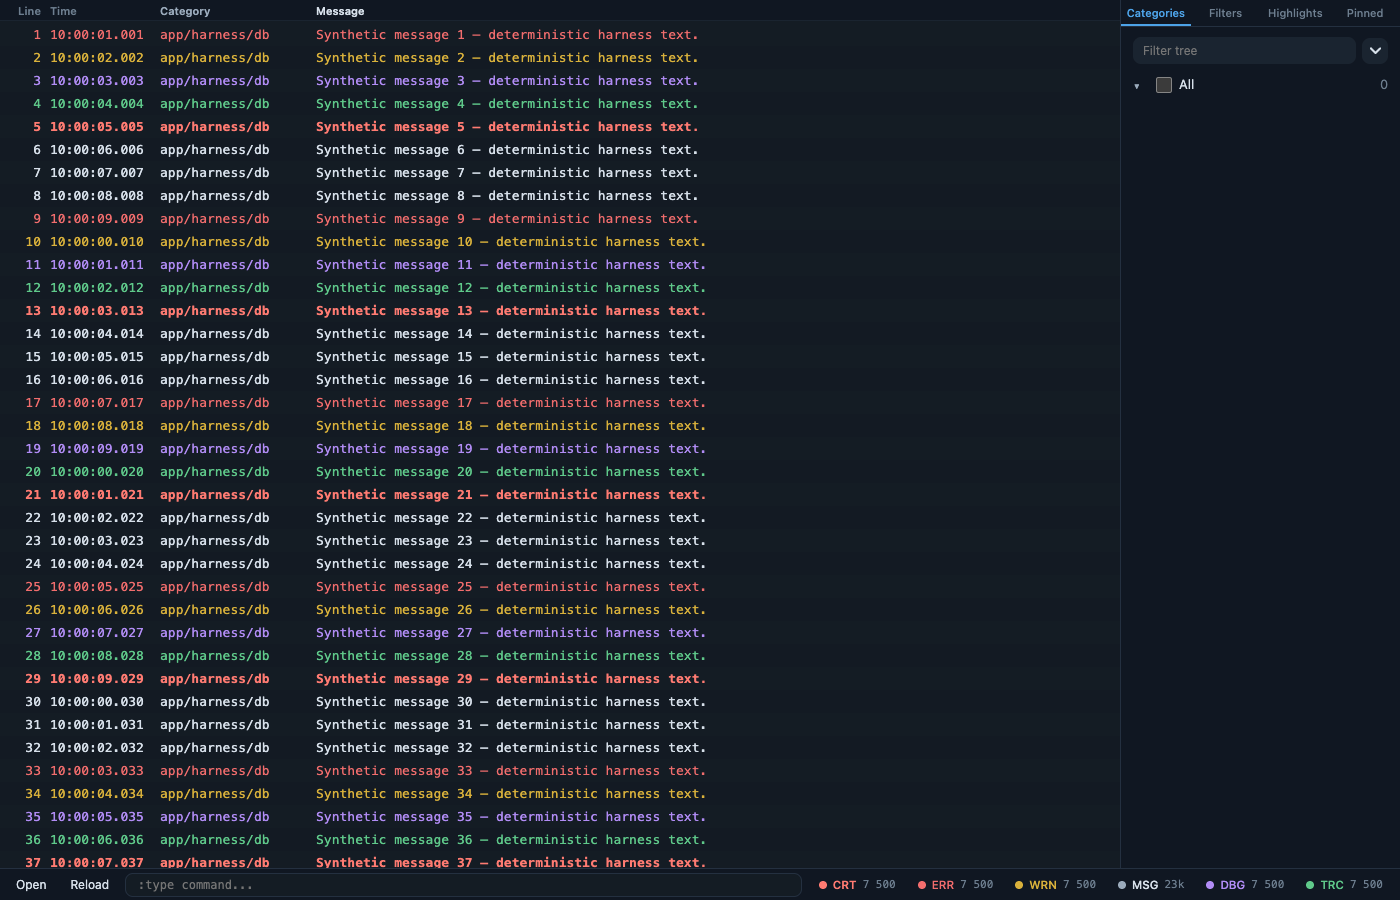 Line Time Category Message
1 10:00:01.001 app/harness/db Synthetic message 1 — deterministic harness text.
2 10:00:02.002 app/harness/db Synthetic message 2 — deterministic harness text.
3 10:00:03.003 app/harness/db Synthetic message 3 — deterministic harness text.
4 10:00:04.004 app/harness/db Synthetic message 4 — deterministic harness text.
5 10:00:05.005 app/harness/db Synthetic message 5 — deterministic harness text.
6 10:00:06.006 app/harness/db Synthetic message 6 — deterministic harness text.
7 10:00:07.007 app/harness/db Synthetic message 7 — deterministic harness text.
8 10:00:08.008 app/harness/db Synthetic message 8 — deterministic harness text.
9 10:00:09.009 app/harness/db Synthetic message 9 — deterministic harness text.
10 10:00:00.010 app/harness/db Synthetic message 10 — deterministic harness text.
11 10:00:01.011 app/harness/db Synthetic message 11 — deterministic harness text.
12 10:00:02.012 app/harness/db Synthetic message 12 — deterministic harness text.
13 10:00:03.013 app/harness/db Synthetic message 13 — deterministic harness text.
14 10:00:04.014 app/harness/db Synthetic message 14 — deterministic harness text.
15 10:00:05.015 app/harness/db Synthetic message 15 — deterministic harness text.
16 10:00:06.016 app/harness/db Synthetic message 16 — deterministic harness text.
17 10:00:07.017 app/harness/db Synthetic message 17 — deterministic harness text.
18 10:00:08.018 app/harness/db Synthetic message 18 — deterministic harness text.
19 10:00:09.019 app/harness/db Synthetic message 19 — deterministic harness text.
20 10:00:00.020 app/harness/db Synthetic message 20 — deterministic harness text.
21 10:00:01.021 app/harness/db Synthetic message 21 — deterministic harness text.
22 10:00:02.022 app/harness/db Synthetic message 22 — deterministic harness text.
23 10:00:03.023 app/harness/db Synthetic message 23 — deterministic harness text.
24 10:00:04.024 app/harness/db Synthetic message 24 — deterministic harness text.
25 10:00:05.025 app/harness/db Synthetic message 25 — deterministic harness text.
26 10:00:06.026 app/harness/db Synthetic message 26 — deterministic harness text.
27 10:00:07.027 app/harness/db Synthetic message 27 — deterministic harness text.
28 10:00:08.028 app/harness/db Synthetic message 28 — deterministic harness text.
29 10:00:09.029 app/harness/db Synthetic message 29 — deterministic harness text.
30 10:00:00.030 app/harness/db Synthetic message 30 — deterministic harness text.
31 10:00:01.031 app/harness/db Synthetic message 31 — deterministic harness text.
32 10:00:02.032 app/harness/db Synthetic message 32 — deterministic harness text.
33 10:00:03.033 app/harness/db Synthetic message 33 — deterministic harness text.
34 10:00:04.034 app/harness/db Synthetic message 34 — deterministic harness text.
35 10:00:05.035 app/harness/db Synthetic message 35 — deterministic harness text.
36 10:00:06.036 app/harness/db Synthetic message 36 — deterministic harness text.
37 10:00:07.037 app/harness/db Synthetic message 37 — deterministic harness text.
Categories Filters Highlights Pinned
Filter tree
All 0
Open Reload :type command... CRT 7 500 ERR 7 500 WRN 7 500 MSG 23k DBG 7 500 TRC 7 500